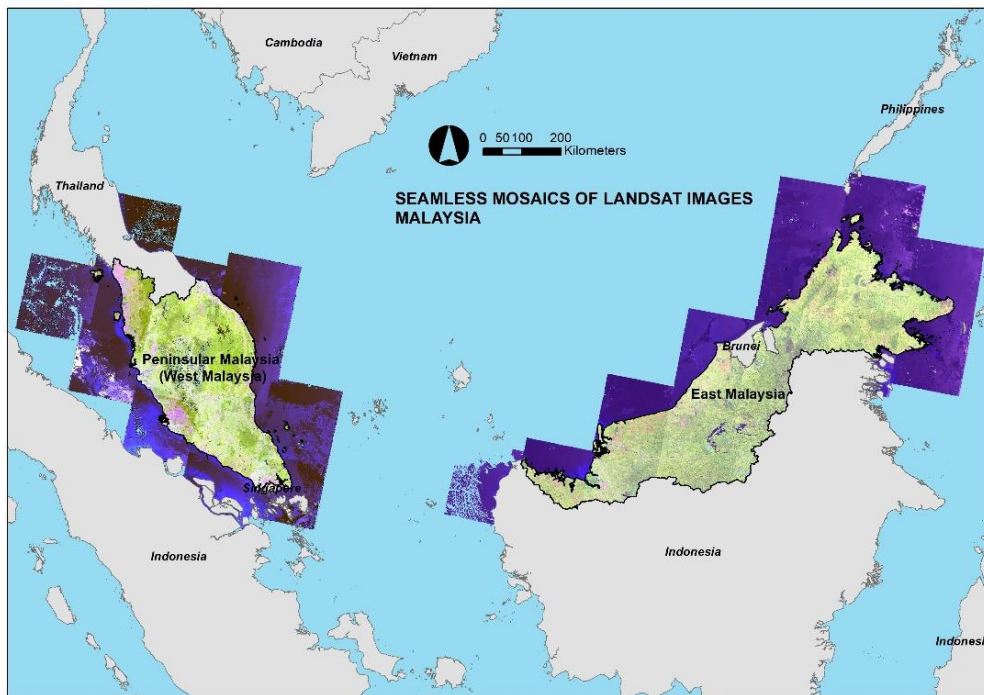 Cambodia
Vietnam
Philippines
0 50 100 200
Kilometers
Thailand
SEAMLESS MOSAICS OF LANDSAT IMAGES
MALAYSIA
Peninsular Malaysia
(West Malaysia)
Brunei
East Malaysia
Singapore
Indonesia
Indonesia
Indonesia